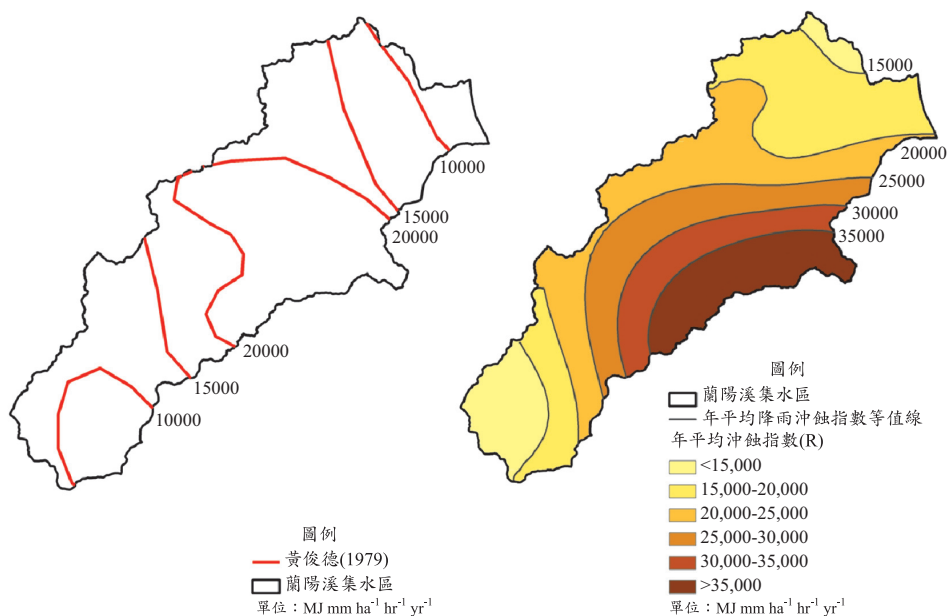 10000
15000
20000
20000
15000
10000
圖例
黃俊德(1979)
蘭陽溪集水區
單位：MJ mm ha⁻¹ hr⁻¹ yr⁻¹
15000
20000
25000
30000
35000
圖例
蘭陽溪集水區
年平均降雨沖蝕指數等值線
年平均沖蝕指數(R)
<15,000
15,000-20,000
20,000-25,000
25,000-30,000
30,000-35,000
>35,000
單位：MJ mm ha⁻¹ hr⁻¹ yr⁻¹